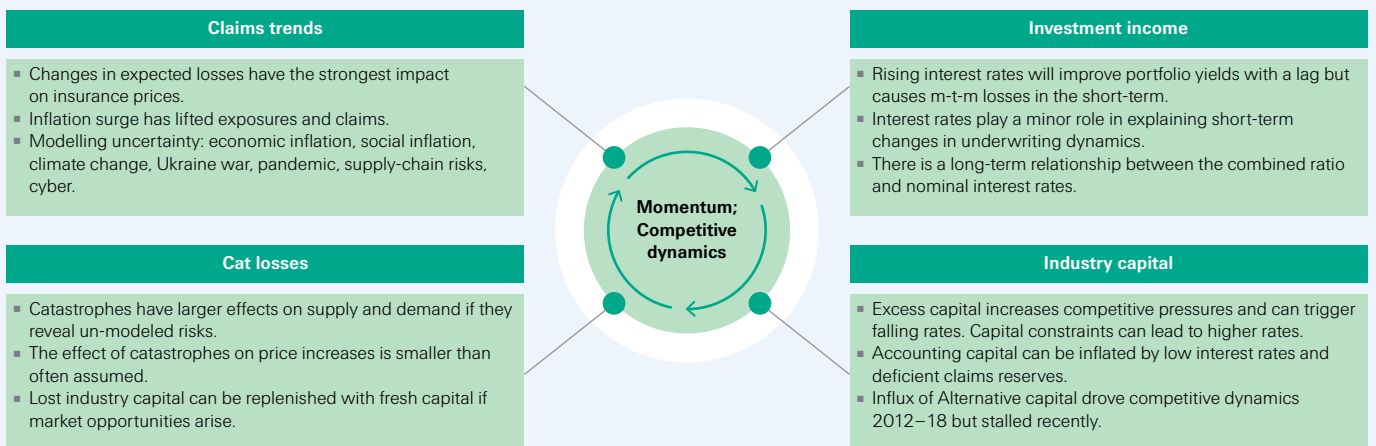 Claims trends
▪ Changes in expected losses have the strongest impact
on insurance prices.
▪ Inflation surge has lifted exposures and claims.
▪ Modelling uncertainty: economic inflation, social inflation,
climate change, Ukraine war, pandemic, supply-chain risks,
cyber.
Investment income
▪ Rising interest rates will improve portfolio yields with a lag but
causes m-t-m losses in the short-term.
▪ Interest rates play a minor role in explaining short-term
changes in underwriting dynamics.
▪ There is a long-term relationship between the combined ratio
and nominal interest rates.
Momentum;
Competitive
dynamics
Cat losses
▪ Catastrophes have larger effects on supply and demand if they
reveal un-modeled risks.
▪ The effect of catastrophes on price increases is smaller than
often assumed.
▪ Lost industry capital can be replenished with fresh capital if
market opportunities arise.
Industry capital
▪ Excess capital increases competitive pressures and can trigger
falling rates. Capital constraints can lead to higher rates.
▪ Accounting capital can be inflated by low interest rates and
deficient claims reserves.
▪ Influx of Alternative capital drove competitive dynamics
2012–18 but stalled recently.